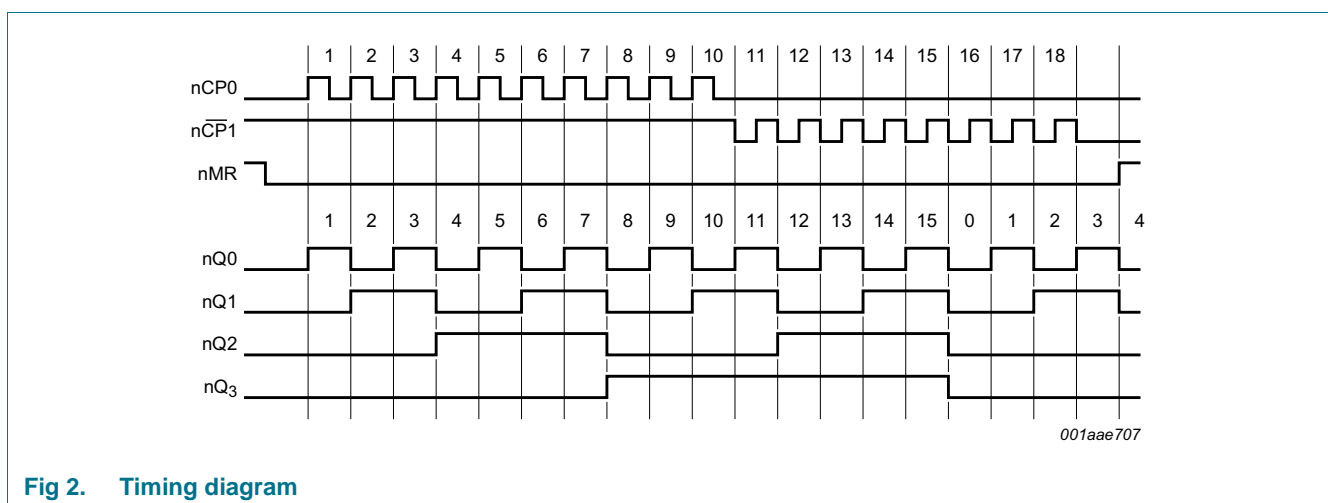 1 2 3 4 5 6 7 8 9 10 11 12 13 14 15 16 17 18
nCP0
nC̅P̅1
nMR
1 2 3 4 5 6 7 8 9 10 11 12 13 14 15 0 1 2 3 4
nQ0
nQ1
nQ2
nQ₃
001aae707
Fig 2. Timing diagram